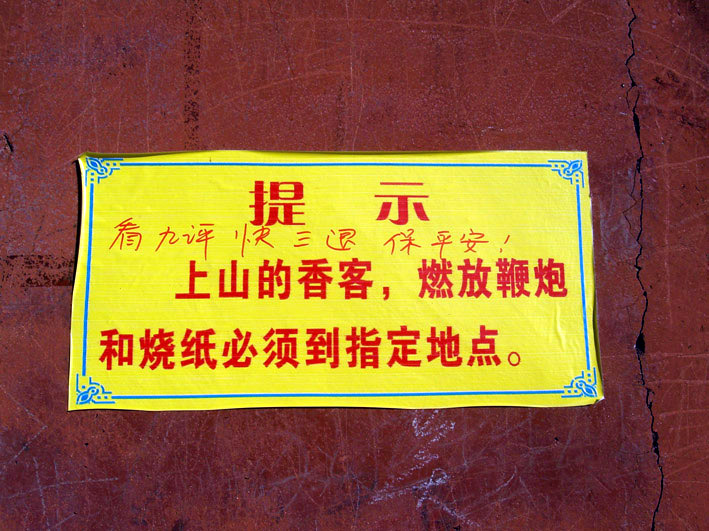 提 示
看九评 快三退 保平安！
上山的香客，燃放鞭炮
和烧纸必须到指定地点。